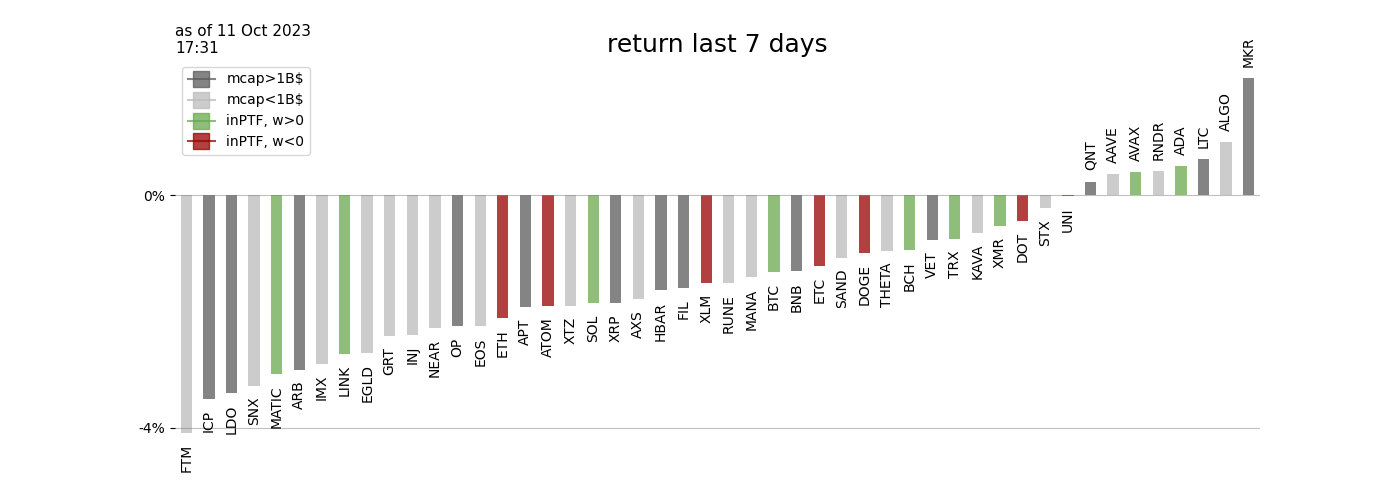 as of 11 Oct 2023
17:31
return last 7 days
mcap>1B$
mcap<1B$
inPTF, w>0
inPTF, w<0
0%
-4%
FTM
ICP
LDO
SNX
MATIC
ARB
IMX
LINK
EGLD
GRT
INJ
NEAR
OP
EOS
ETH
APT
ATOM
XTZ
SOL
XRP
AXS
HBAR
FIL
XLM
RUNE
MANA
BTC
BNB
ETC
SAND
DOGE
THETA
BCH
VET
TRX
KAVA
XMR
DOT
STX
UNI
QNT
AAVE
AVAX
RNDR
ADA
LTC
ALGO
MKR